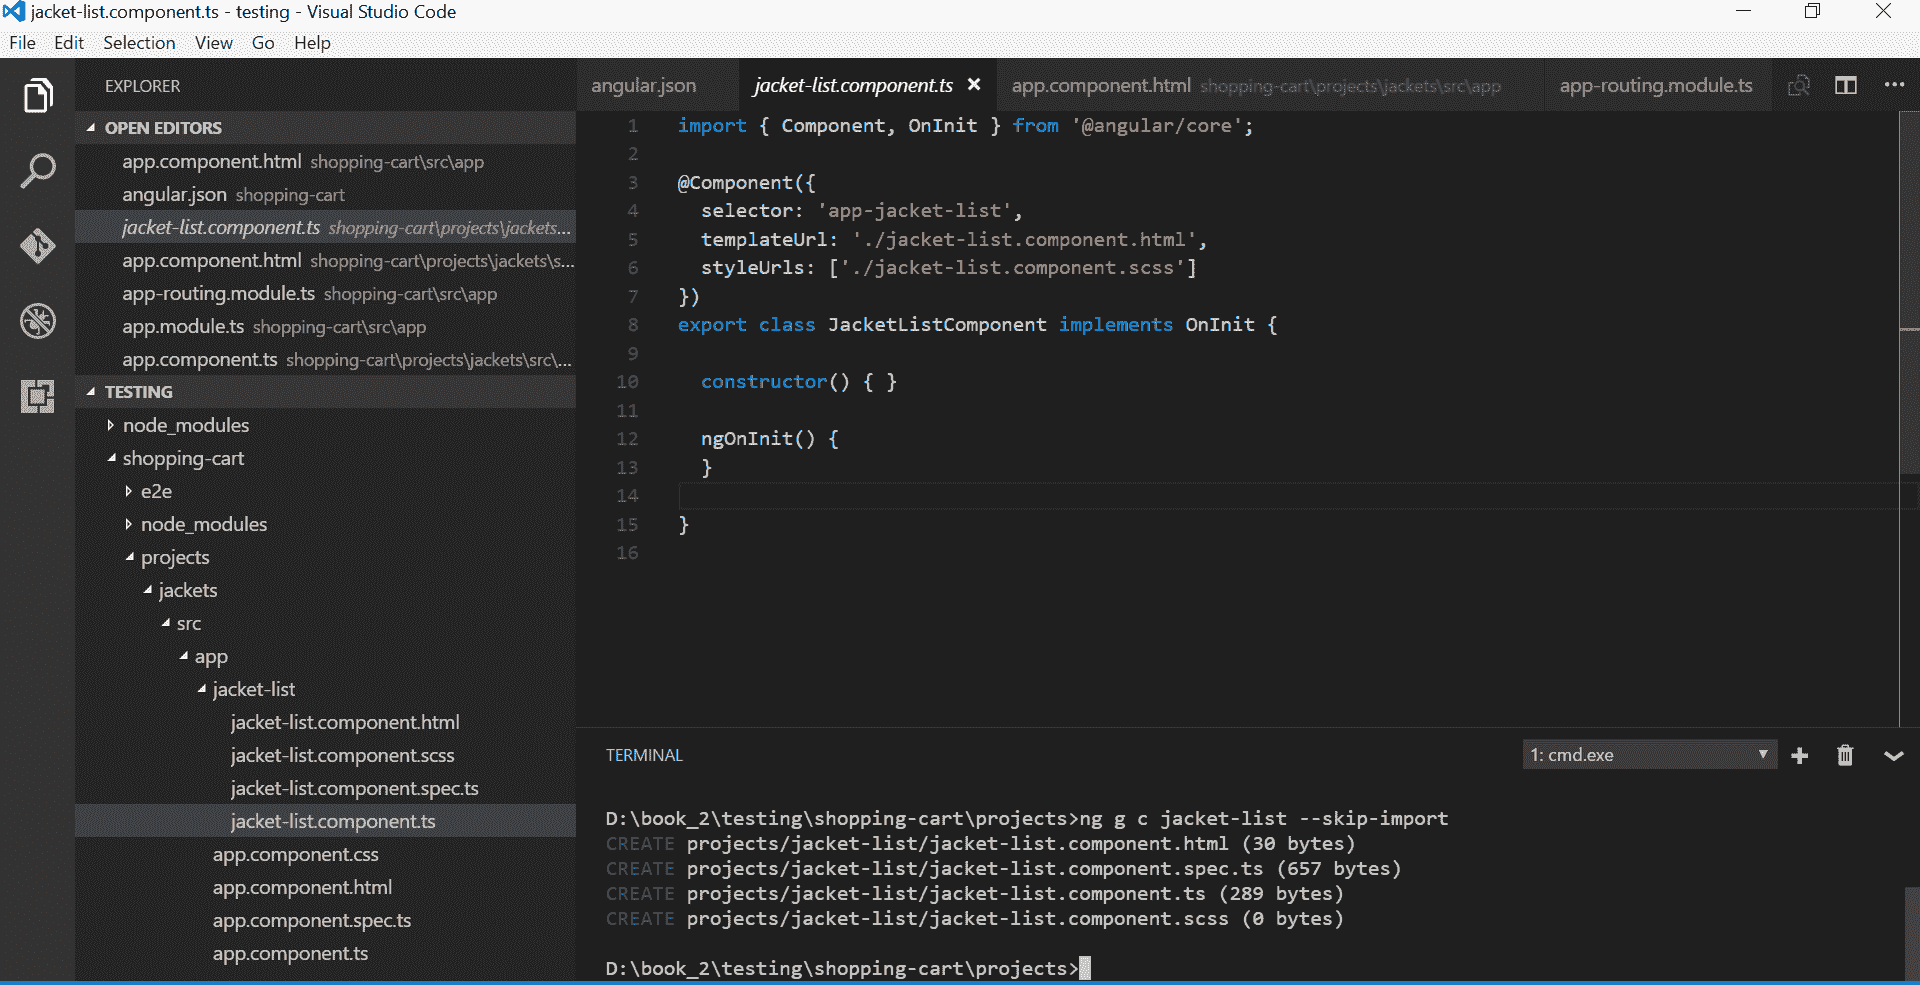 jacket-list.component.ts - testing - Visual Studio Code
File Edit Selection View Go Help
EXPLORER
OPEN EDITORS
app.component.html shopping-cart\src\app
angular.json shopping-cart
jacket-list.component.ts shopping-cart\projects\jackets...
app.component.html shopping-cart\projects\jackets\s...
app-routing.module.ts shopping-cart\src\app
app.module.ts shopping-cart\src\app
app.component.ts shopping-cart\projects\jackets\src\...
TESTING
node_modules
shopping-cart
e2e
node_modules
projects
jackets
src
app
jacket-list
jacket-list.component.html
jacket-list.component.scss
jacket-list.component.spec.ts
jacket-list.component.ts
app.component.css
app.component.html
app.component.spec.ts
app.component.ts
angular.json jacket-list.component.ts app.component.html shopping-cart\projects\jackets\src\app app-routing.module.ts
1 import { Component, OnInit } from '@angular/core';
2
3 @Component({
4 selector: 'app-jacket-list',
5 templateUrl: './jacket-list.component.html',
6 styleUrls: ['./jacket-list.component.scss']
7 })
8 export class JacketListComponent implements OnInit {
9
10 constructor() { }
11
12 ngOnInit() {
13 }
14
15 }
16
TERMINAL
1: cmd.exe
D:\book_2\testing\shopping-cart\projects>ng g c jacket-list --skip-import
CREATE projects/jacket-list/jacket-list.component.html (30 bytes)
CREATE projects/jacket-list/jacket-list.component.spec.ts (657 bytes)
CREATE projects/jacket-list/jacket-list.component.ts (289 bytes)
CREATE projects/jacket-list/jacket-list.component.scss (0 bytes)
D:\book_2\testing\shopping-cart\projects>